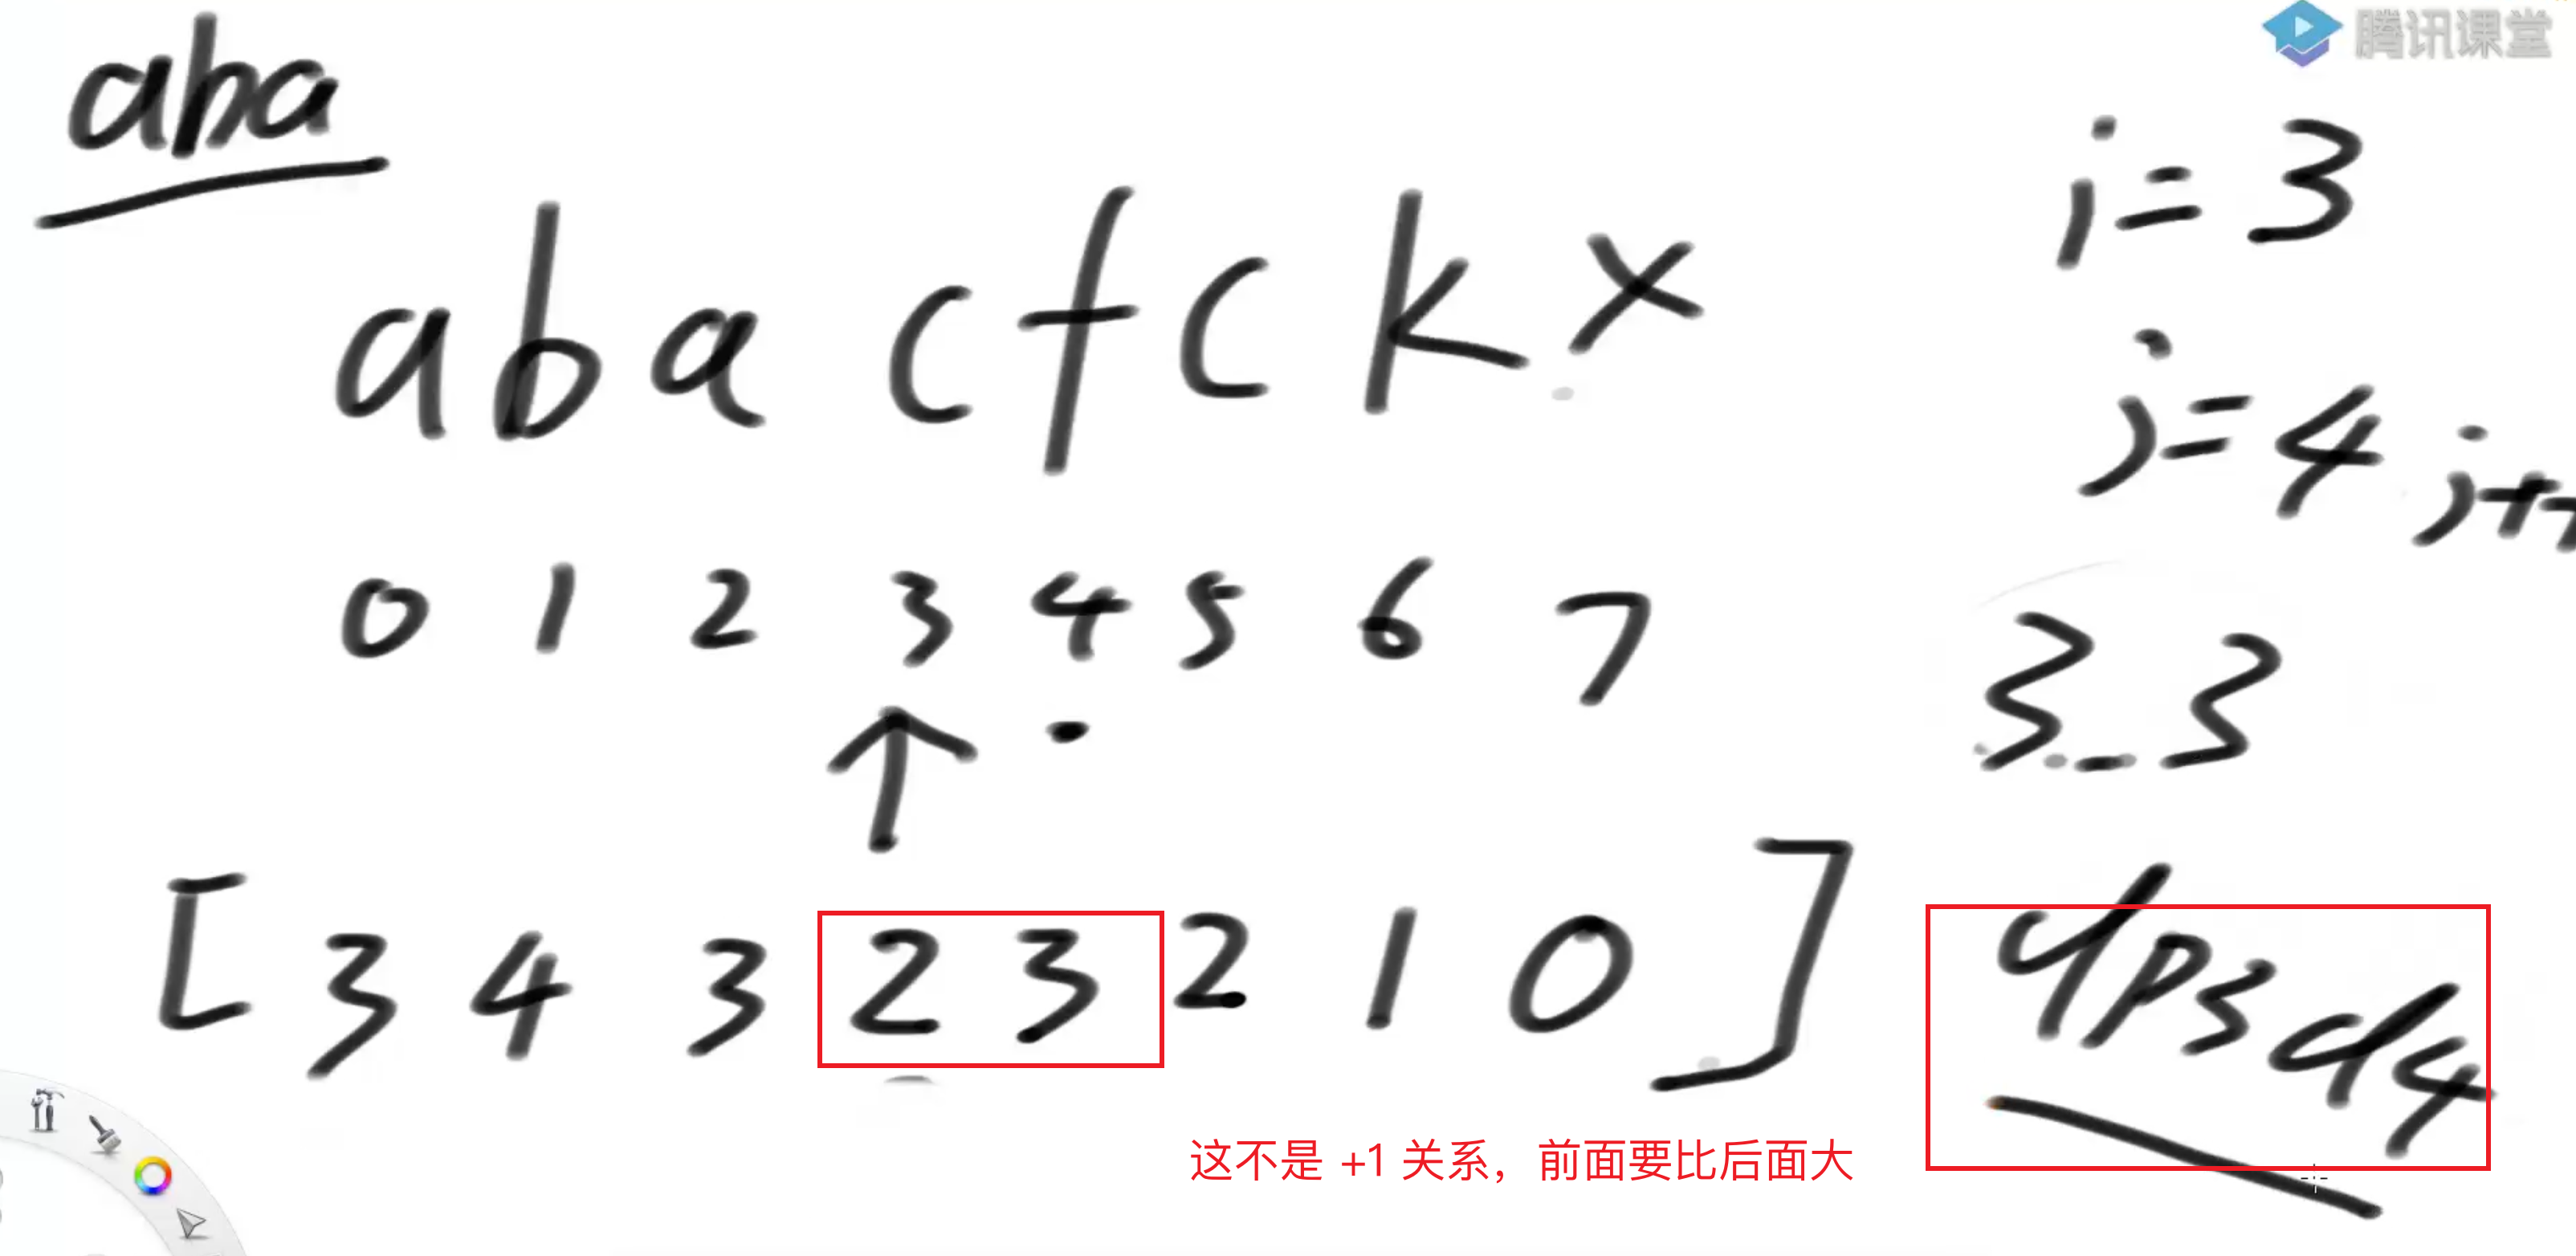 腾讯课堂
aba
a b a c f c k x
i=3
j=4 j++
0 1 2 3 4 5 6 7
3 3
[ 3 4 3 2 3 2 1 0 ]
dp3 d4
这不是 +1 关系，前面要比后面大